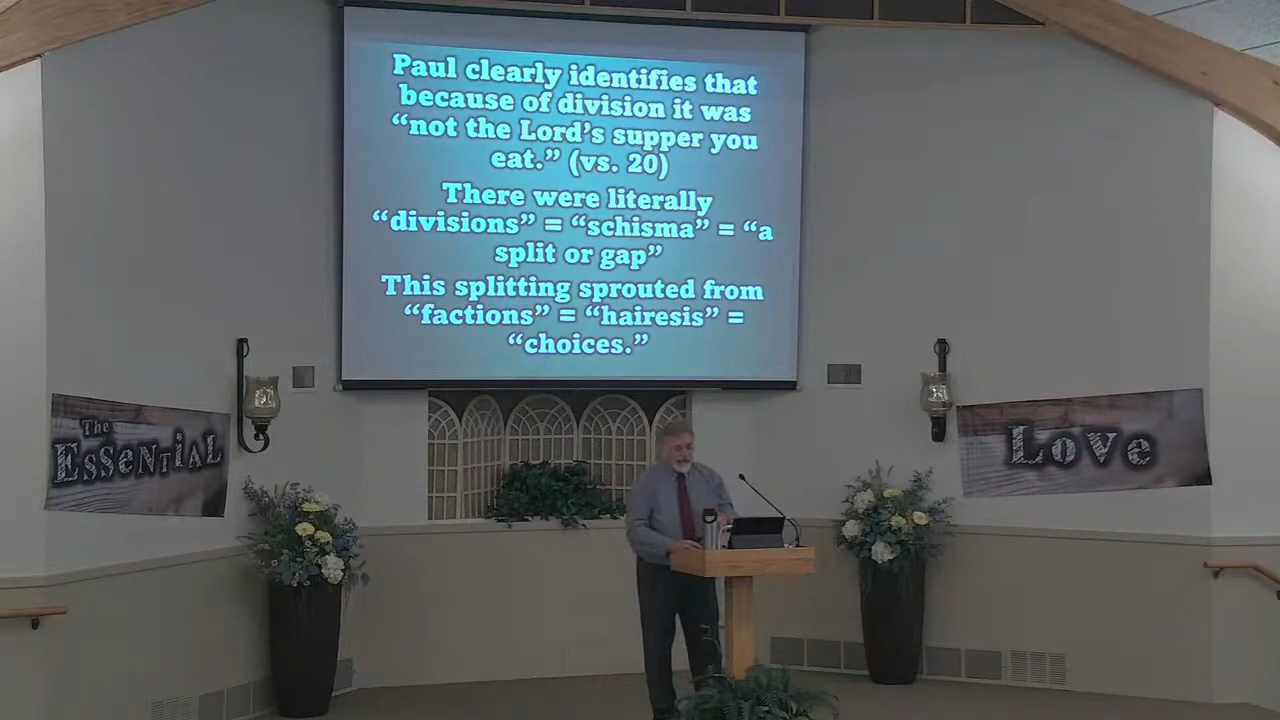 Paul clearly identifies that
because of division it was
“not the Lord’s supper you
eat.” (vs. 20)
There were literally
“divisions” = “schisma” = “a
split or gap”
This splitting sprouted from
“factions” = “hairesis” =
“choices.”
The
ESSeNTiAL
LoVe